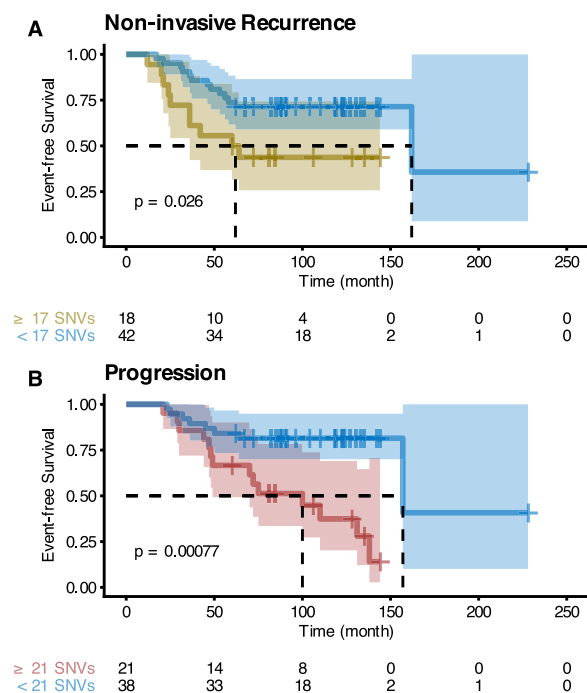 A Non-invasive Recurrence
Event-free Survival
1.00
0.75
0.50
0.25
0.00
p = 0.026
0 50 100 150 200 250
Time (month)
≥ 17 SNVs 18 10 4 0 0 0
< 17 SNVs 42 34 18 2 1 0
B Progression
Event-free Survival
1.00
0.75
0.50
0.25
0.00
p = 0.00077
0 50 100 150 200 250
Time (month)
≥ 21 SNVs 21 14 8 0 0 0
< 21 SNVs 38 33 18 2 1 0